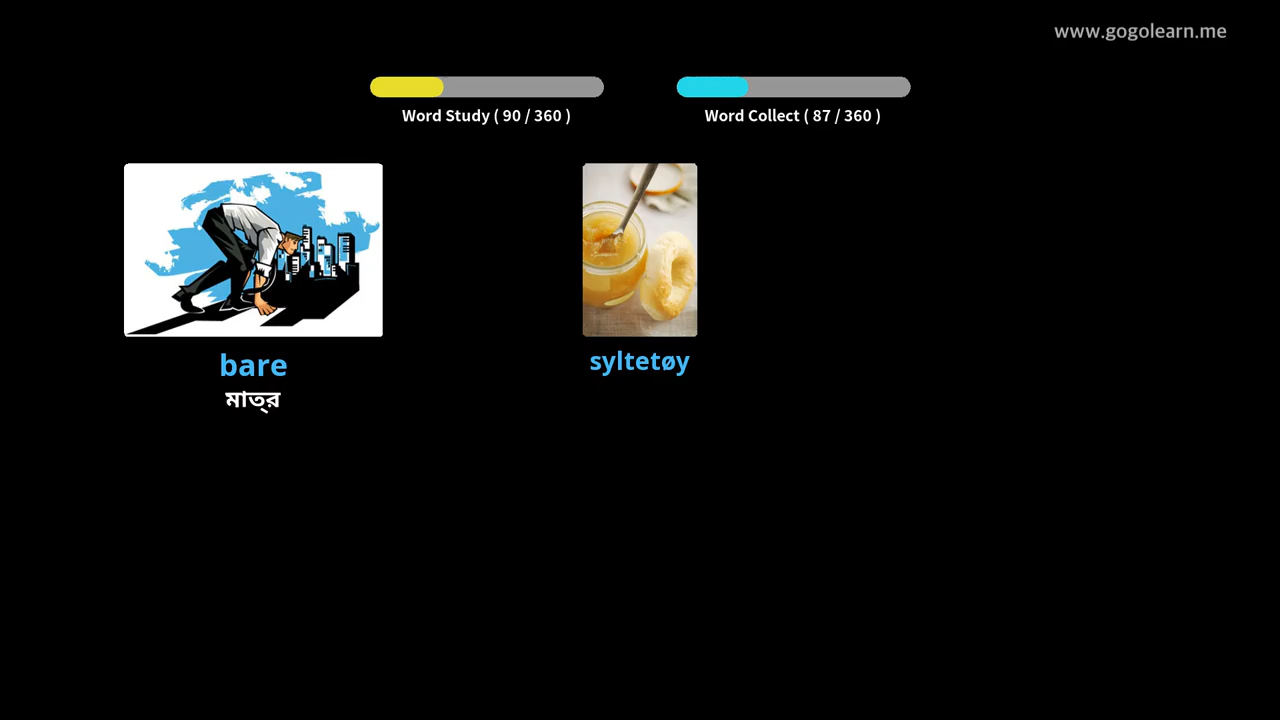 www.gogolearn.me
Word Study ( 90 / 360 )
Word Collect ( 87 / 360 )
bare
মাত্র
syltetøy